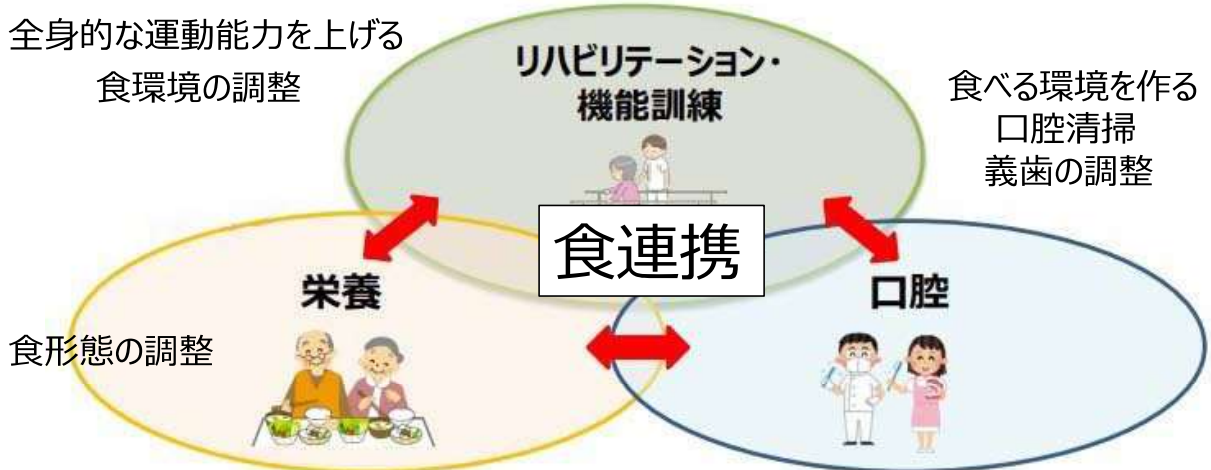 全身的な運動能力を上げる
食環境の調整
リハビリテーション・
機能訓練
食べる環境を作る
口腔清掃
義歯の調整
食連携
栄養
口腔
食形態の調整